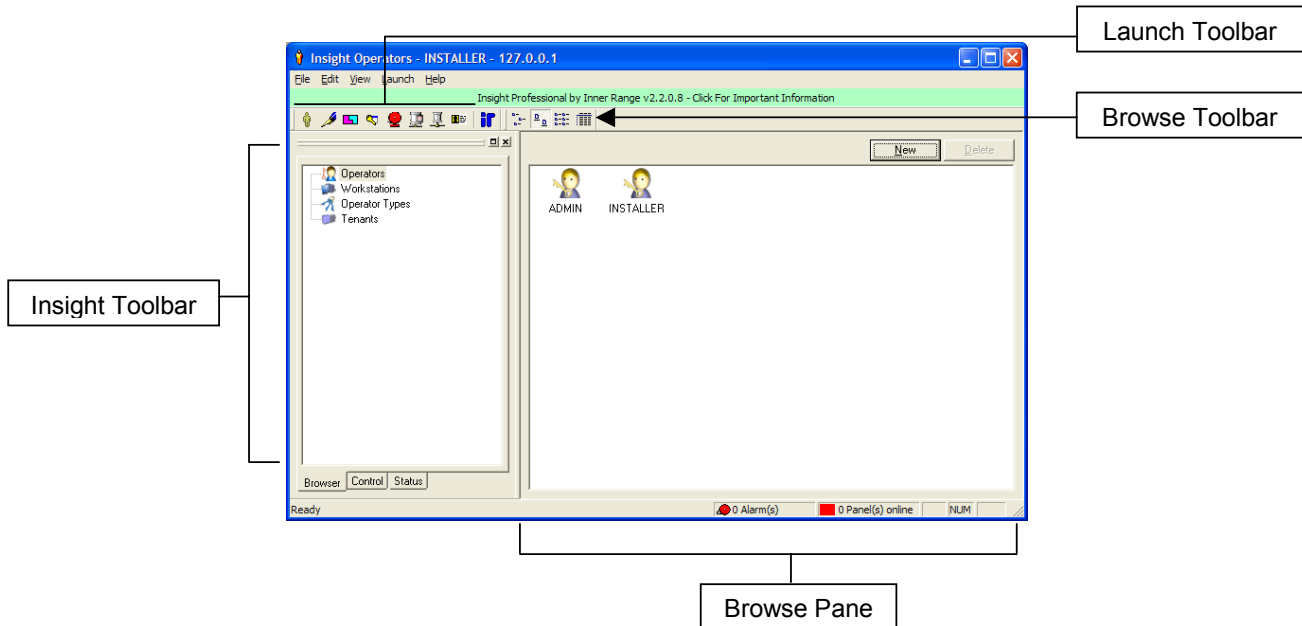 Launch Toolbar
Insight Operators - INSTALLER - 127.0.0.1
File Edit View Launch Help
Insight Professional by Inner Range v2.2.0.8 - Click For Important Information
Browse Toolbar
New Delete
Operators
Workstations
Operator Types
Tenants
ADMIN INSTALLER
Insight Toolbar
Browser Control Status
Ready 0 Alarm(s) 0 Panel(s) online NUM
Browse Pane